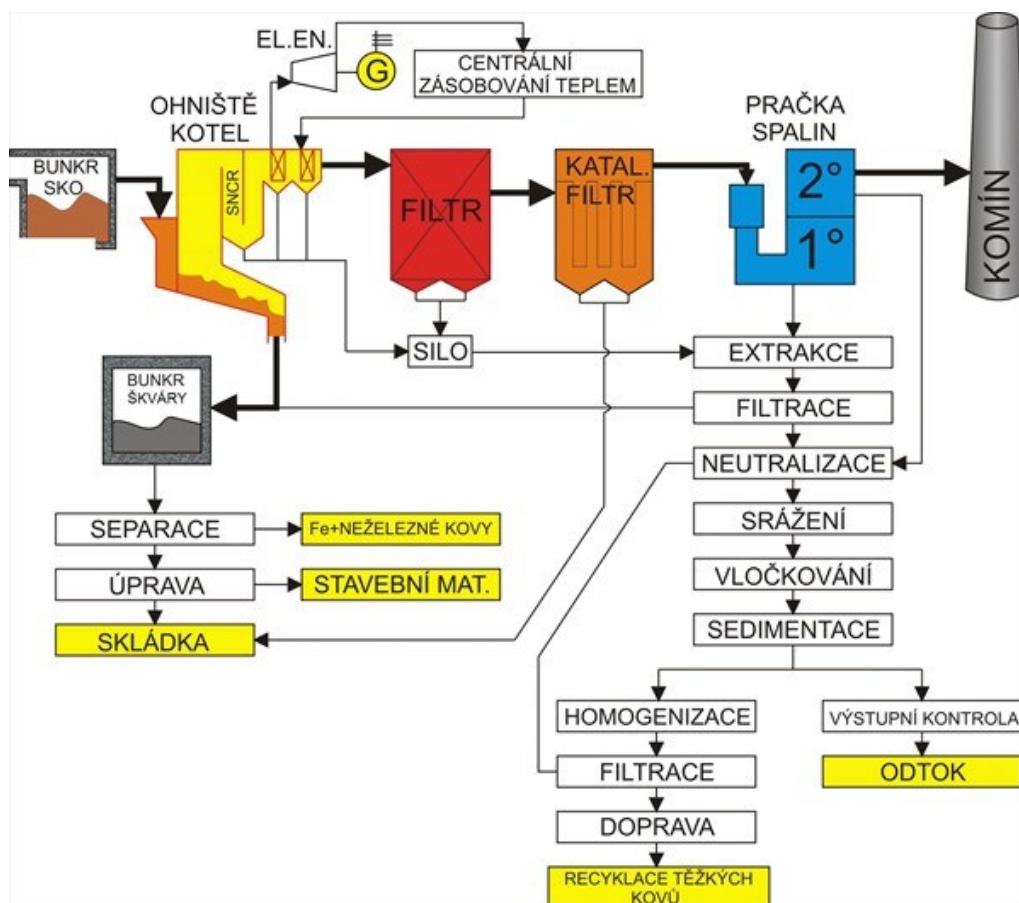 EL.EN.
G
CENTRÁLNÍ
ZÁSOBOVÁNÍ TEPLEM
OHNIŠTĚ
KOTEL
PRAČKA
SPALIN
BUNKR
SKO
SNCR
FILTR
KATAL.
FILTR
2°
1°
KOMÍN
SILO
EXTRAKCE
BUNKR
ŠKVÁRY
FILTRACE
NEUTRALIZACE
SEPARACE
Fe+NEŽELEZNÉ KOVY
SRÁŽENÍ
ÚPRAVA
STAVEBNÍ MAT.
VLOČKOVÁNÍ
SKLÁDKA
SEDIMENTACE
HOMOGENIZACE
VÝSTUPNÍ KONTROLA
FILTRACE
ODTOK
DOPRAVA
RECYKLACE TĚŽKÝCH
KOVŮ